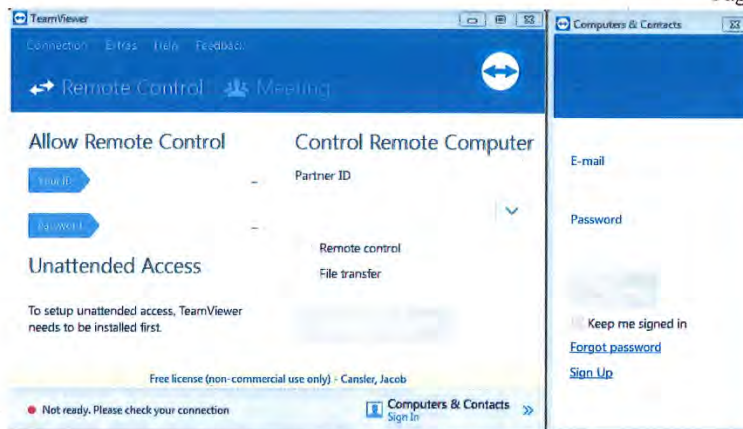 TeamViewer
Connection Extras Help Feedback
Remote Control Meeting
Allow Remote Control
Your ID
-
Password
-
Unattended Access
To setup unattended access, TeamViewer
needs to be installed first.
Control Remote Computer
Partner ID
Remote control
File transfer
Free license (non-commercial use only) - Cansler, Jacob
Not ready. Please check your connection
Computers & Contacts
Sign In
Computers & Contacts
E-mail
Password
Keep me signed in
Forgot password
Sign Up